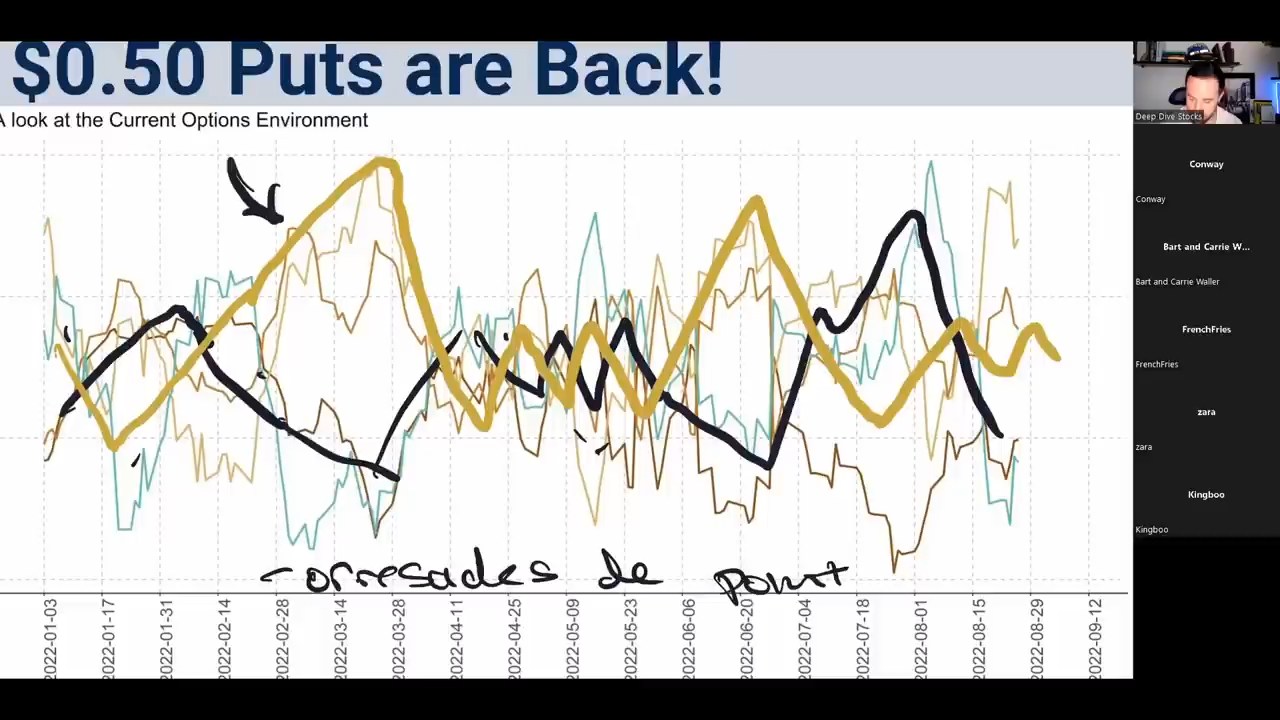 $0.50 Puts are Back!
A look at the Current Options Environment
de point
2022-01-03
2022-01-17
2022-01-31
2022-02-14
2022-02-28
2022-03-14
2022-03-28
2022-04-11
2022-04-25
2022-05-09
2022-05-23
2022-06-06
2022-06-20
2022-07-04
2022-07-18
2022-08-01
2022-08-15
2022-08-29
2022-09-12
Deep Dive Stocks
Conway
Conway
Bart and Carrie W...
Bart and Carrie Waller
FrenchFries
FrenchFries
zara
zara
Kingboo
Kingboo